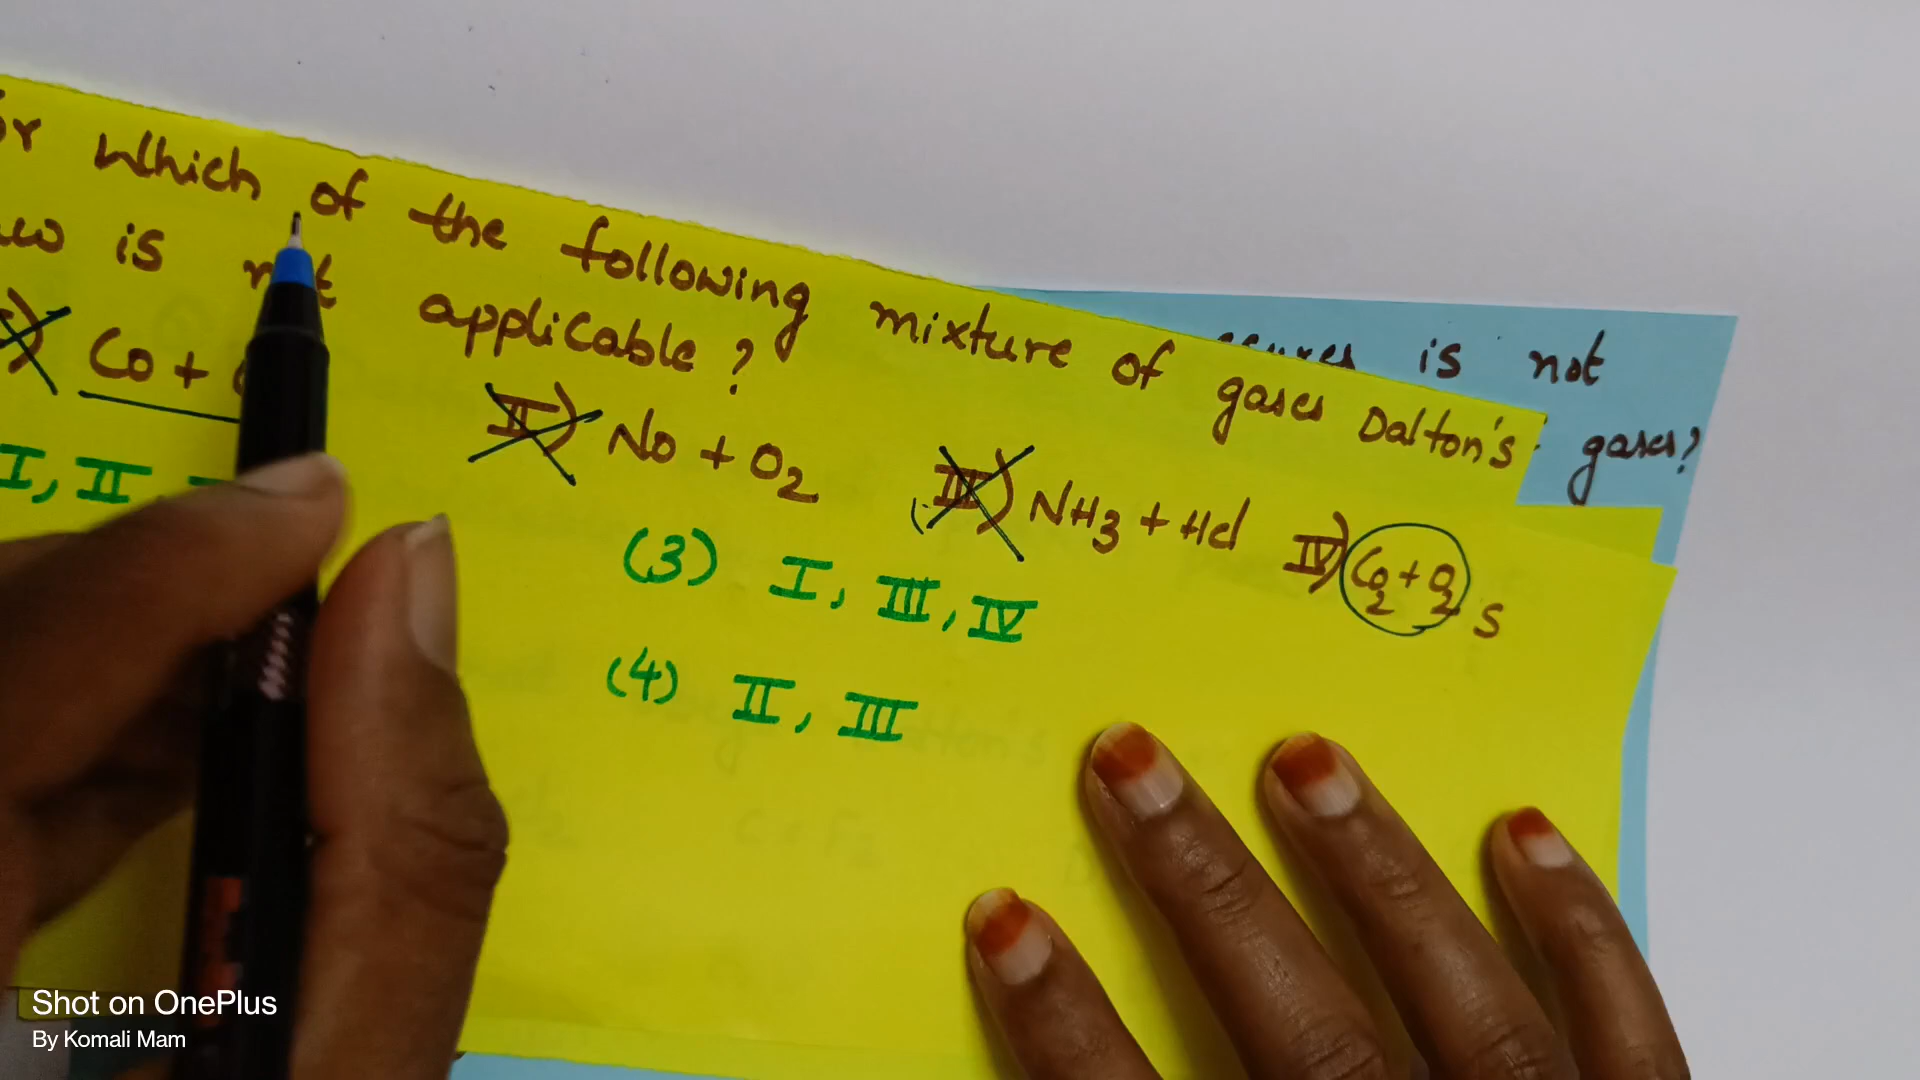 Which of the following mixture of gases Dalton's
is not applicable?
Co + II) No + O2 III) NH3 + Hcl IV) Co2 + O2 s
I, II
(3) I, III, IV
(4) II, III
is not
gases?
Shot on OnePlus
By Komali Mam